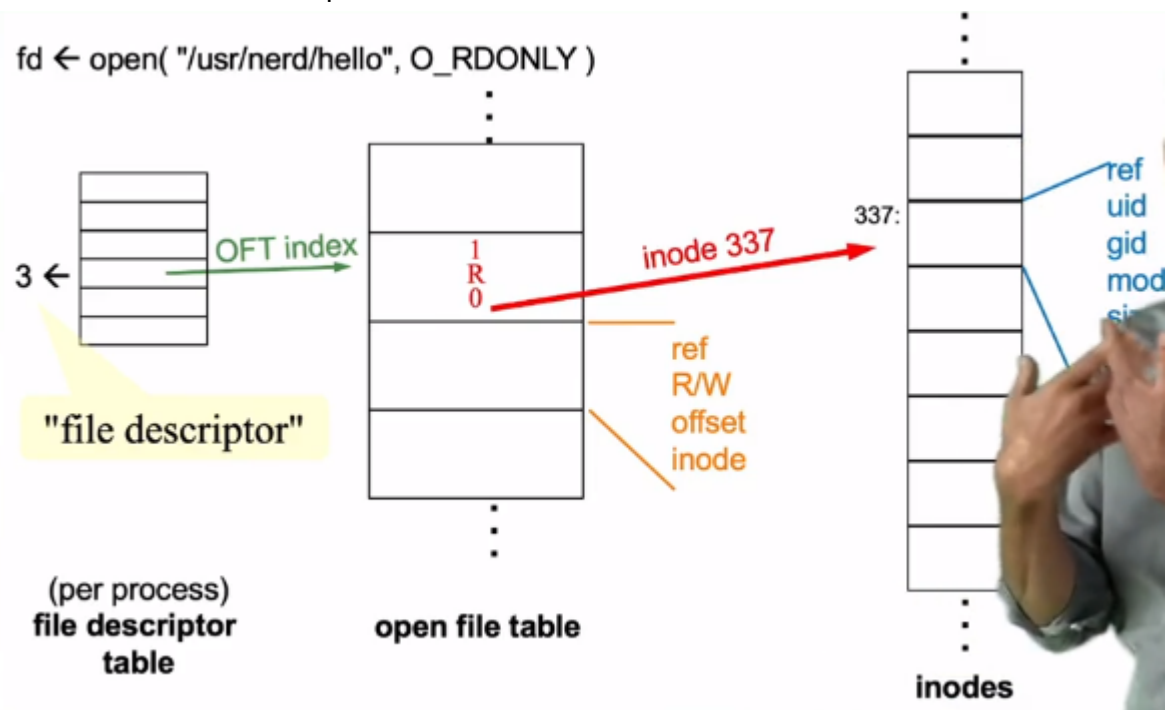 fd ← open( "/usr/nerd/hello", O_RDONLY )
3 ←
OFT index
"file descriptor"
(per process)
file descriptor
table
1
R
0
inode 337
ref
R/W
offset
inode
open file table
337:
ref
uid
gid
mod
inodes